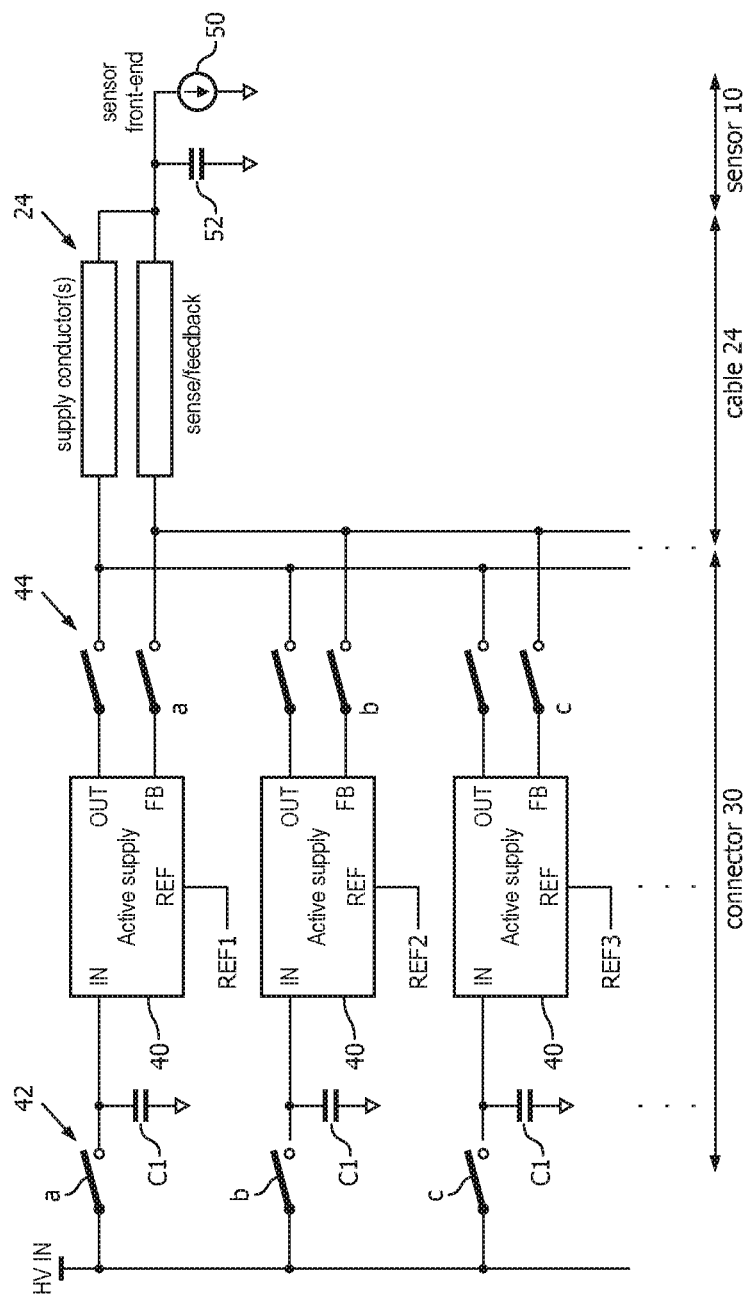 HV IN
42
a
C1
40
IN
OUT
Active supply
REF
FB
REF1
44
a
24
supply conductor(s)
sense/feedback
sensor
front-end
50
52
b
C1
40
IN
OUT
Active supply
REF
FB
REF2
b
c
C1
40
IN
OUT
Active supply
REF
FB
REF3
c
connector 30
cable 24
sensor 10